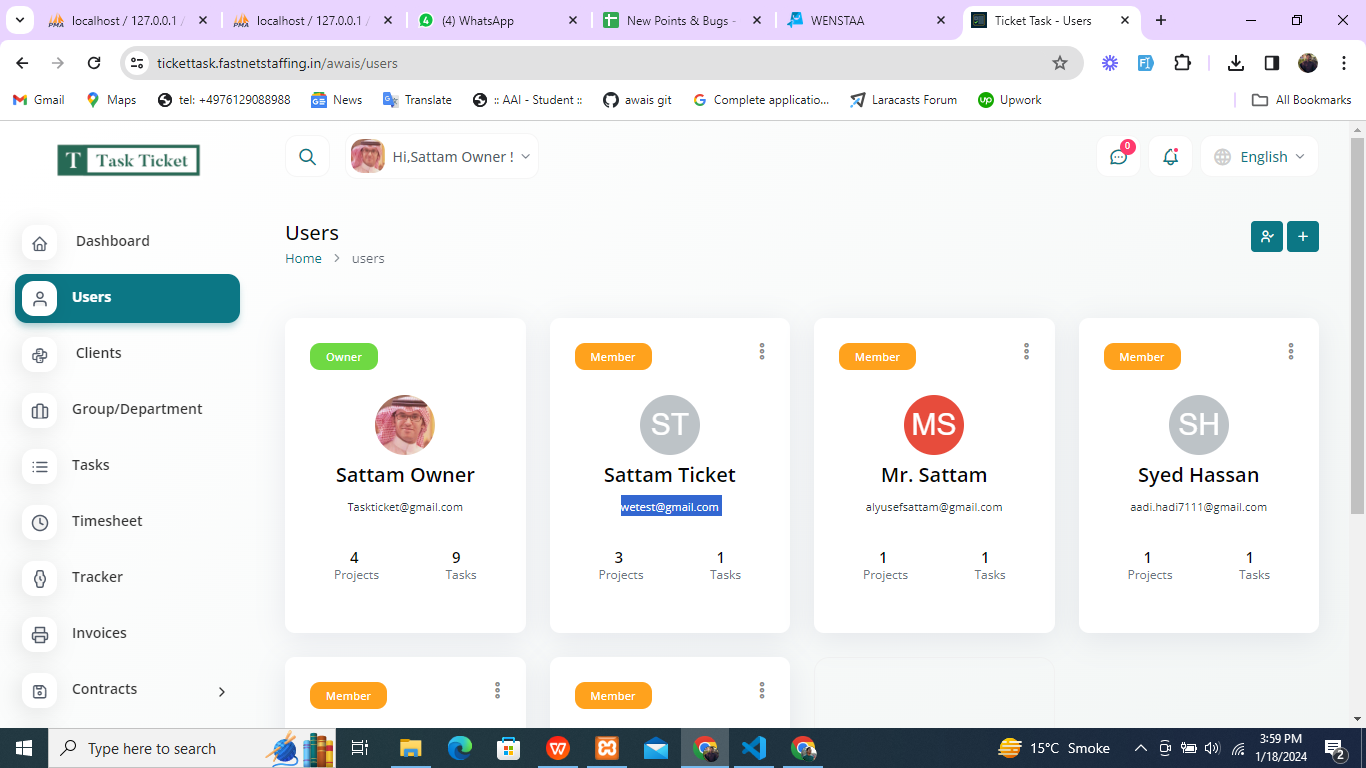 localhost / 127.0.0.1 /
localhost / 127.0.0.1 /
(4) WhatsApp
New Points & Bugs -
WENSTAA
Ticket Task - Users
tickettask.fastnetstaffing.in/awais/users
Gmail
Maps
tel: +4976129088988
News
Translate
:: AAI - Student ::
awais git
Complete applicatio...
Laracasts Forum
Upwork
All Bookmarks
T Task Ticket
Hi,Sattam Owner !
0
English
Dashboard
Users
Clients
Group/Department
Tasks
Timesheet
Tracker
Invoices
Contracts
Users
Home > users
Owner
Sattam Owner
Taskticket@gmail.com
4 9
Projects Tasks
Member
ST
Sattam Ticket
wetest@gmail.com
3 1
Projects Tasks
Member
MS
Mr. Sattam
alyusefsattam@gmail.com
1 1
Projects Tasks
Member
SH
Syed Hassan
aadi.hadi7111@gmail.com
1 1
Projects Tasks
Member
Member
Type here to search
15°C Smoke
3:59 PM
1/18/2024
2